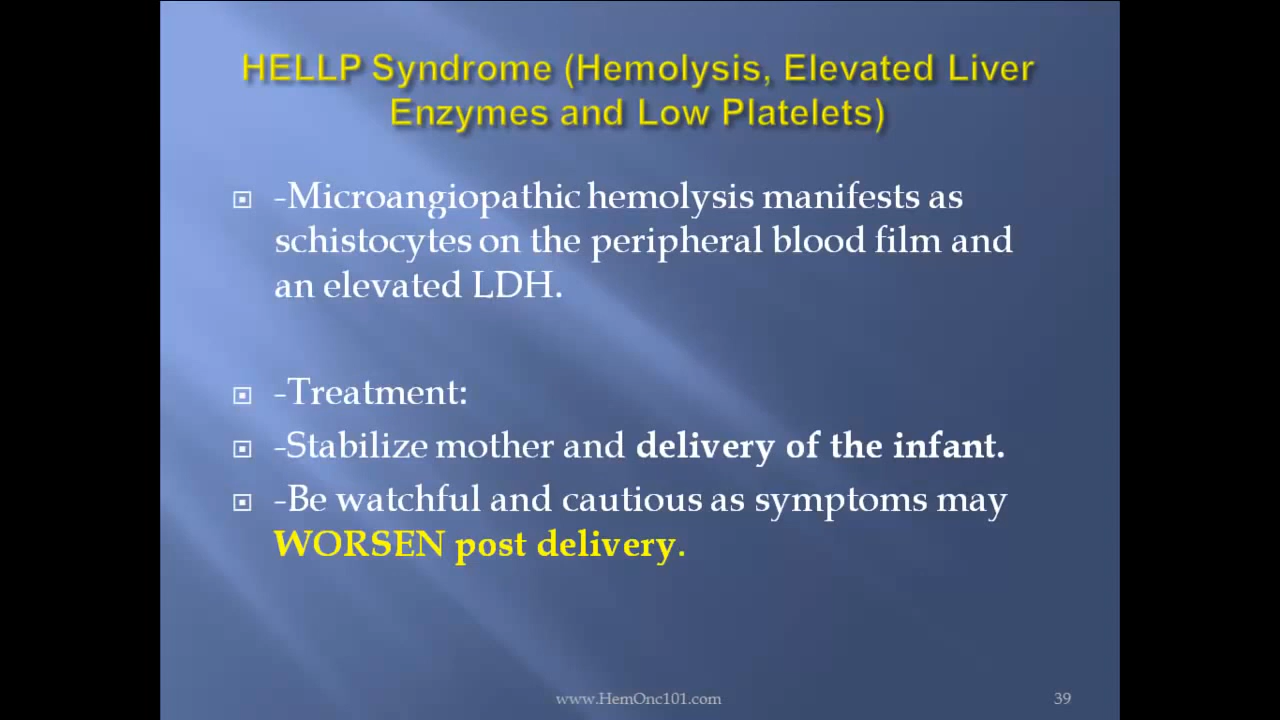 HELLP Syndrome (Hemolysis, Elevated Liver
Enzymes and Low Platelets)
-Microangiopathic hemolysis manifests as
schistocytes on the peripheral blood film and
an elevated LDH.
-Treatment:
-Stabilize mother and delivery of the infant.
-Be watchful and cautious as symptoms may
WORSEN post delivery.
www.HemOnc101.com
39